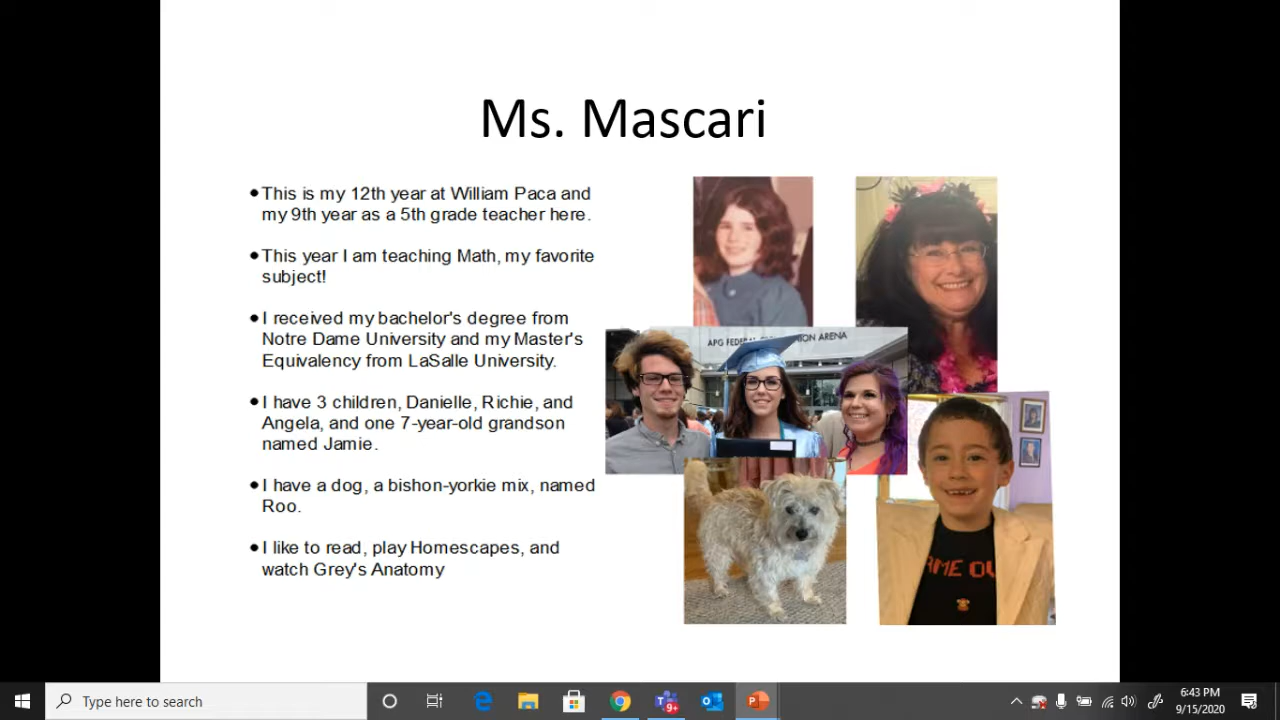 Ms. Mascari
•This is my 12th year at William Paca and
my 9th year as a 5th grade teacher here.
•This year I am teaching Math, my favorite
subject!
•I received my bachelor's degree from
Notre Dame University and my Master's
Equivalency from LaSalle University.
•I have 3 children, Danielle, Richie, and
Angela, and one 7-year-old grandson
named Jamie.
•I have a dog, a bishon-yorkie mix, named
Roo.
•I like to read, play Homescapes, and
watch Grey's Anatomy
APG FEDERAL ARENA
Type here to search
9+
6:43 PM
9/15/2020